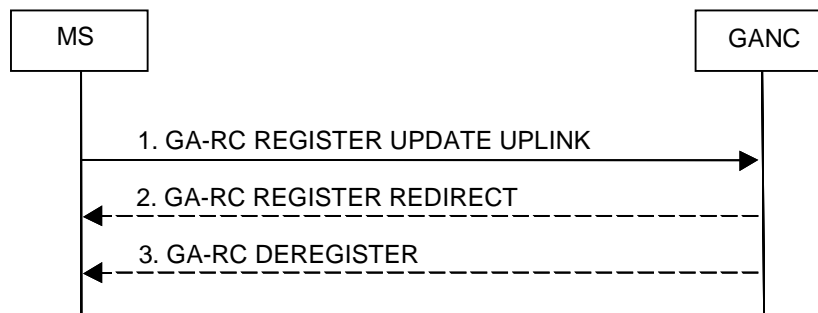 MS
GANC
1. GA-RC REGISTER UPDATE UPLINK
2. GA-RC REGISTER REDIRECT
3. GA-RC DEREGISTER